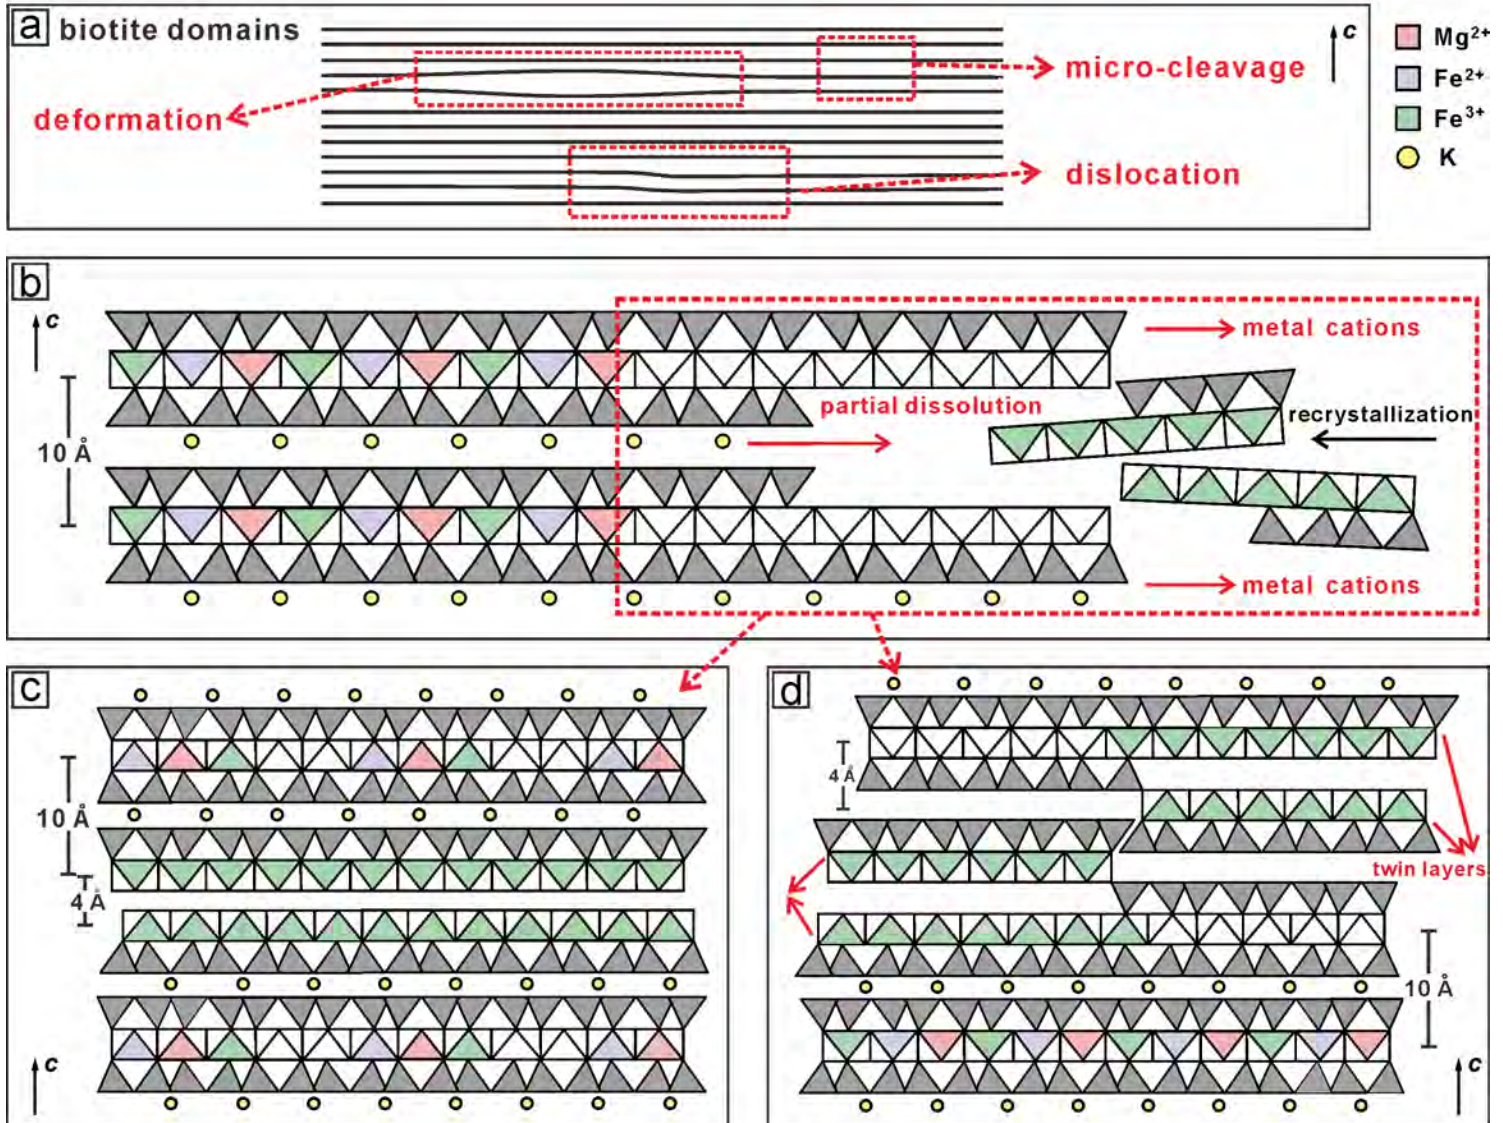 a biotite domains
deformation
micro-cleavage
dislocation
c
Mg2+
Fe2+
Fe3+
K
b
c
metal cations
partial dissolution
recrystallization
10 Å
metal cations
c
10 Å
4 Å
c
d
4 Å
twin layers
10 Å
c